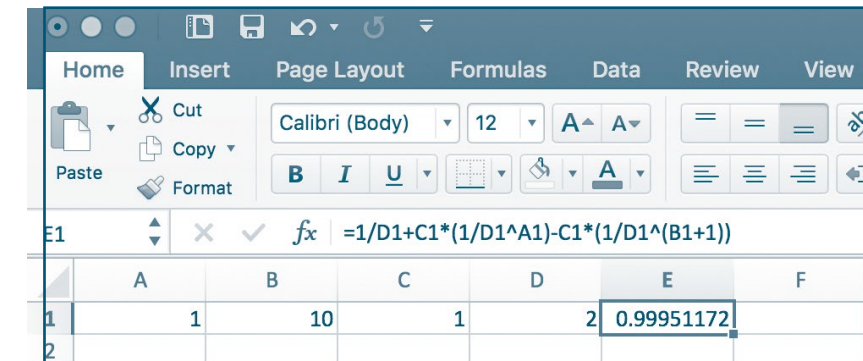 Home Insert Page Layout Formulas Data Review View
Cut
Copy
Format
Paste
Calibri (Body) 12 A A
B I U A
E1 fx =1/D1+C1*(1/D1^A1)-C1*(1/D1^(B1+1))
A B C D E F
1 1 10 1 2 0.99951172
2